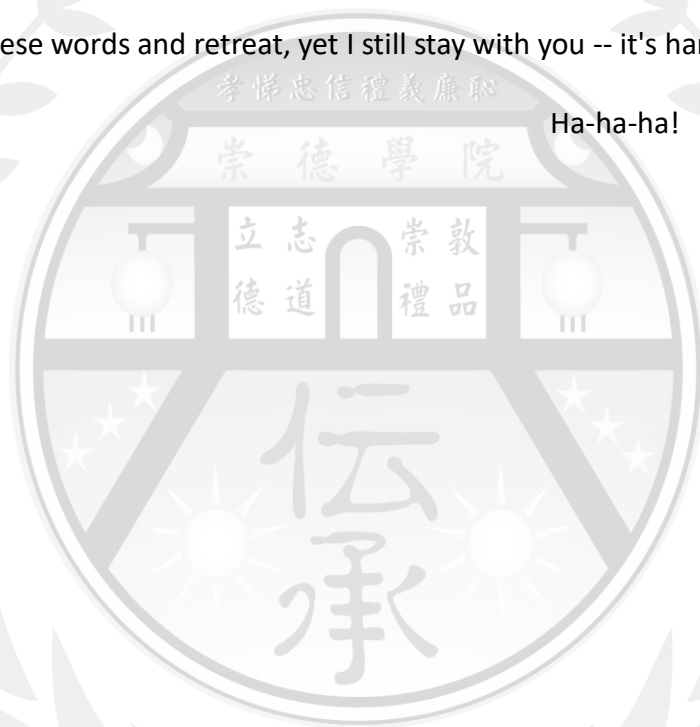 ese words and retreat, yet I still stay with you -- it's har
Ha-ha-ha!
孝悌忠信禮義廉恥
崇德學院
立志 崇敦
德道 禮品
伝
承